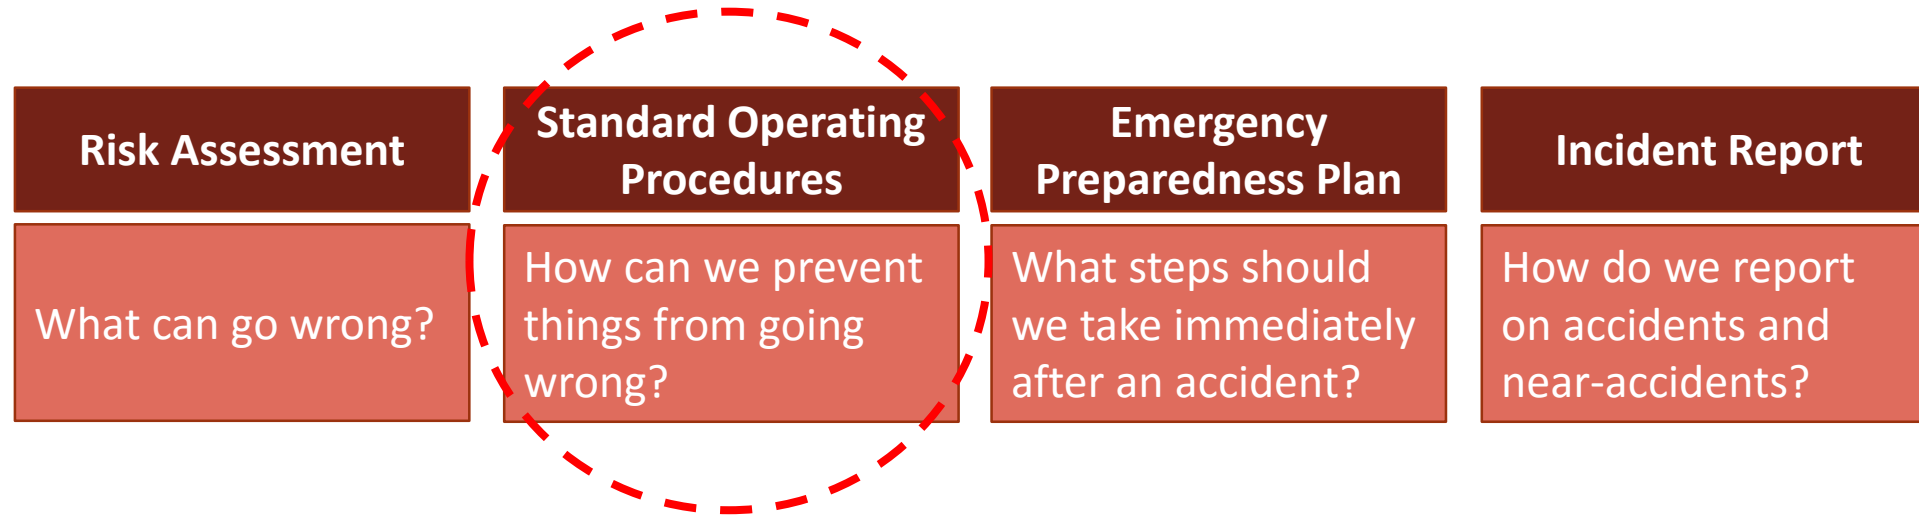 Risk Assessment
What can go wrong?
Standard Operating
Procedures
How can we prevent
things from going
wrong?
Emergency
Preparedness Plan
What steps should
we take immediately
after an accident?
Incident Report
How do we report
on accidents and
near-accidents?